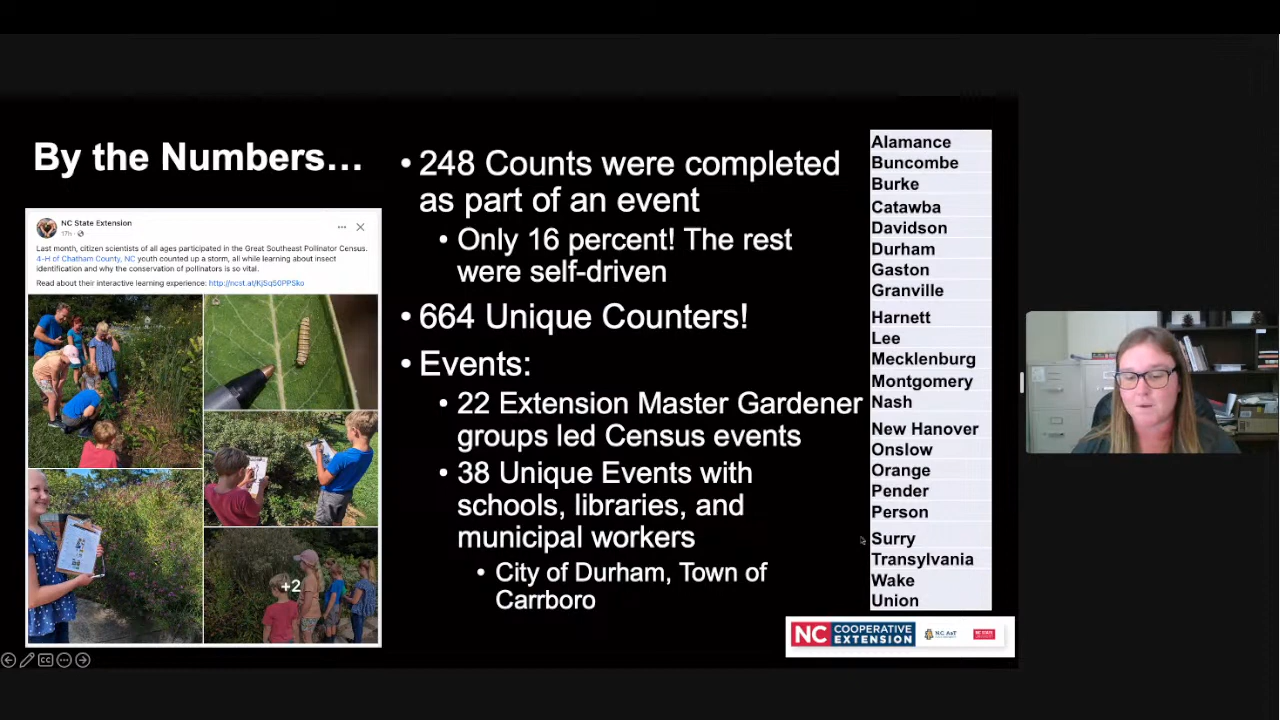 By the Numbers…
NC State Extension
17h
Last month, citizen scientists of all ages participated in the Great Southeast Pollinator Census.
4-H of Chatham County, NC youth counted up a storm, all while learning about insect
identification and why the conservation of pollinators is so vital.
Read about their interactive learning experience: http://ncst.at/Kj5q50PPSko
+2
• 248 Counts were completed
as part of an event
• Only 16 percent! The rest
were self-driven
• 664 Unique Counters!
• Events:
• 22 Extension Master Gardener
groups led Census events
• 38 Unique Events with
schools, libraries, and
municipal workers
• City of Durham, Town of
Carrboro
Alamance
Buncombe
Burke
Catawba
Davidson
Durham
Gaston
Granville
Harnett
Lee
Mecklenburg
Montgomery
Nash
New Hanover
Onslow
Orange
Pender
Person
Surry
Transylvania
Wake
Union
NC COOPERATIVE
EXTENSION
N.C. A&T
NC STATE
CC